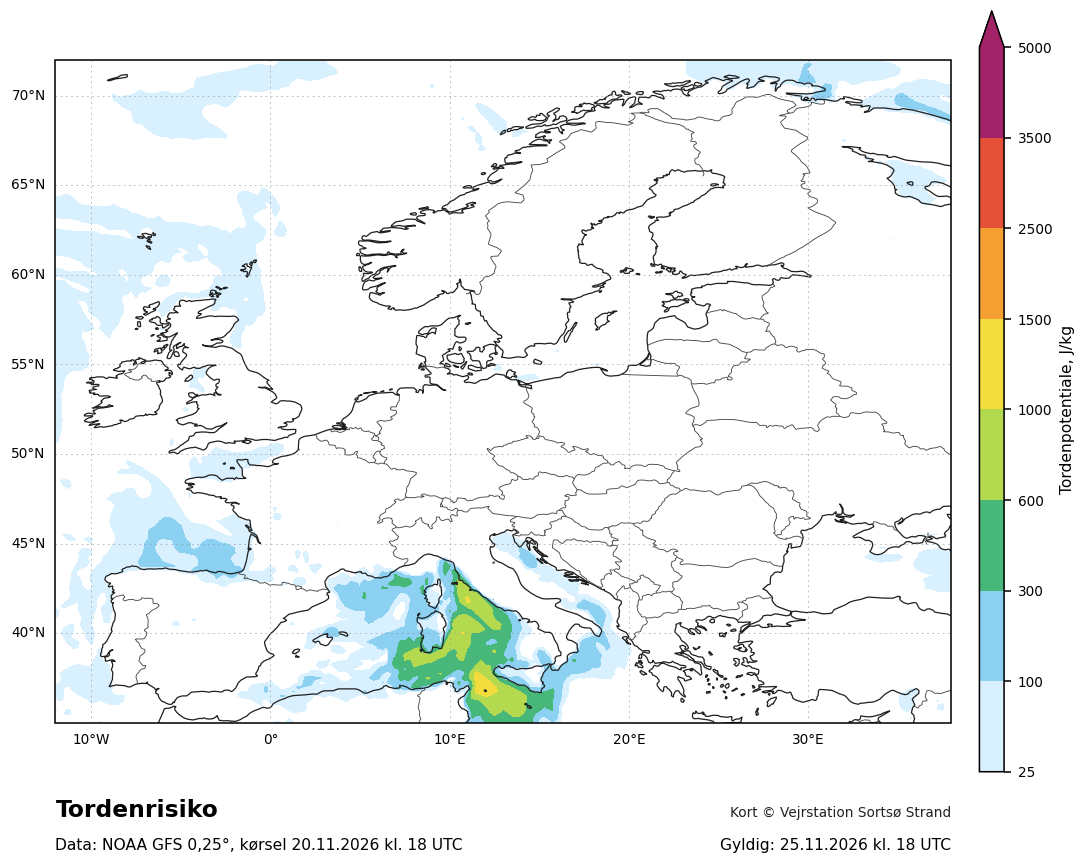 70°N
65°N
60°N
55°N
50°N
45°N
40°N
10°W
0°
10°E
20°E
30°E
5000
3500
2500
1500
1000
600
300
100
25
Tordenpotentiale, J/kg
Tordenrisiko
Kort © Vejrstation Sortsø Strand
Data: NOAA GFS 0,25°, kørsel 20.11.2026 kl. 18 UTC
Gyldig: 25.11.2026 kl. 18 UTC